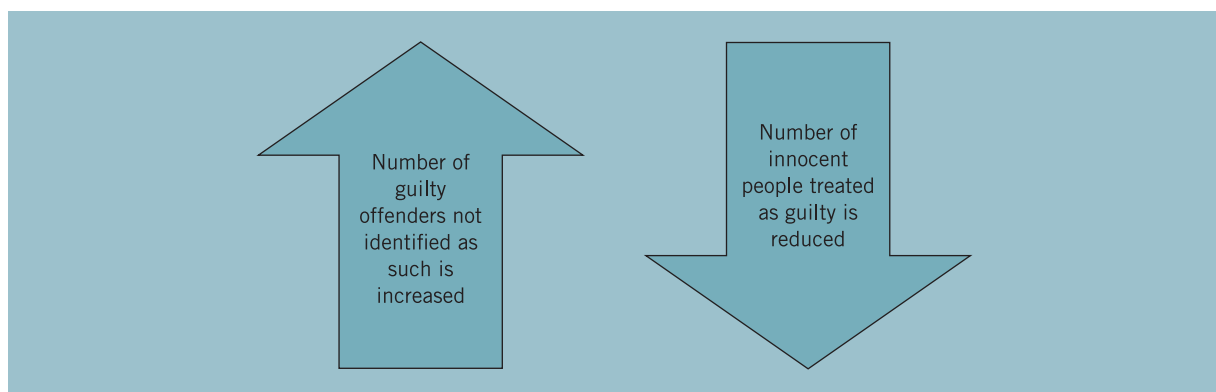 Number of
guilty
offenders not
identified as
such is
increased
Number of
innocent
people treated
as guilty is
reduced